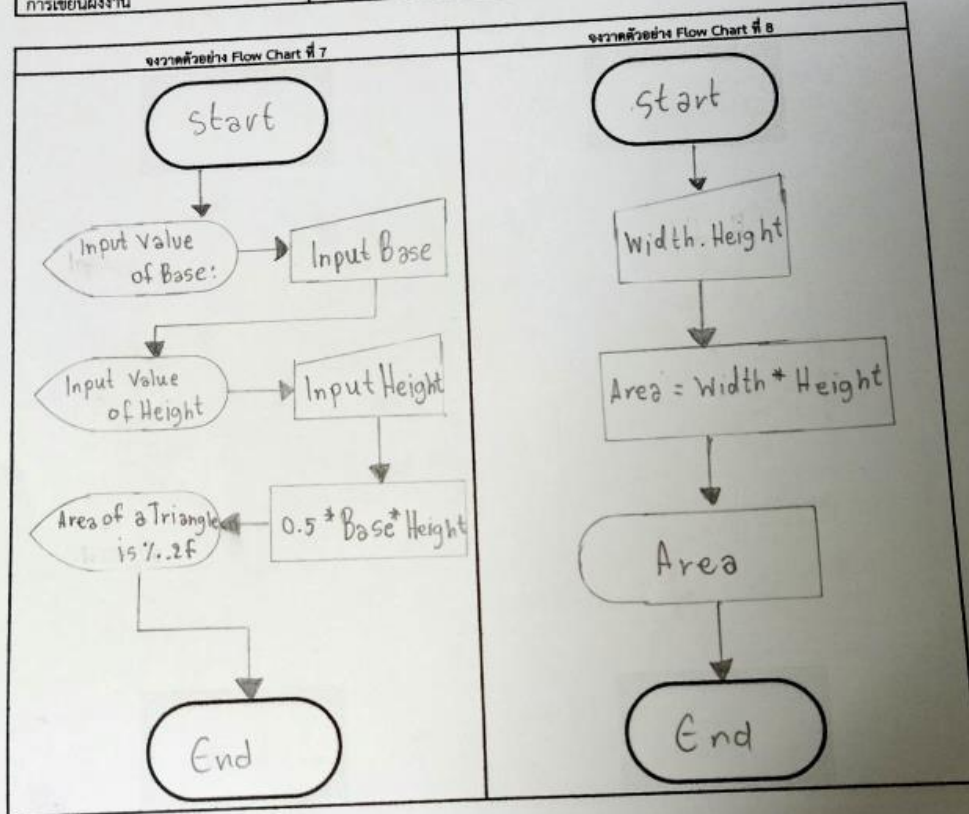 การเขียนผังงาน
จงวาดตัวอย่าง Flow Chart ที่ 7
Start
Input Value
of Base:
Input Base
Input Value
of Height
Input Height
0.5 * Base * Height
Area of a Triangle
is %.2f
End
จงวาดตัวอย่าง Flow Chart ที่ 8
Start
Width. Height
Area = Width * Height
Area
End